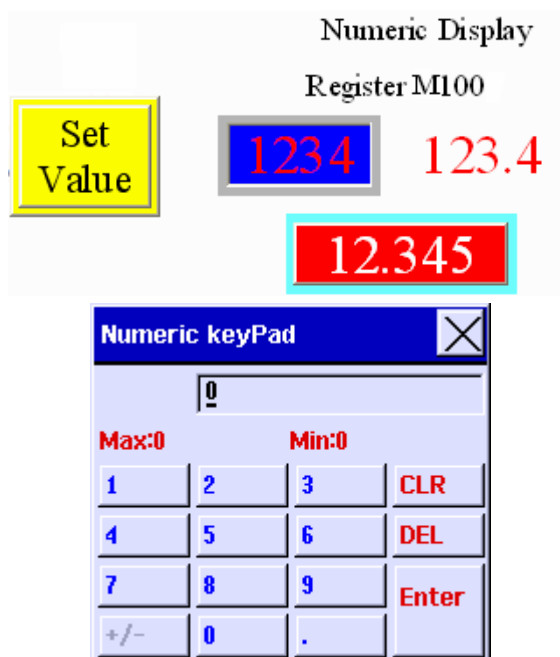 Numeric Display
Register M100
Set
Value
1234
123.4
12.345
Numeric keyPad
0
Max:0 Min:0
1 2 3 CLR
4 5 6 DEL
7 8 9 Enter
+/- 0 .